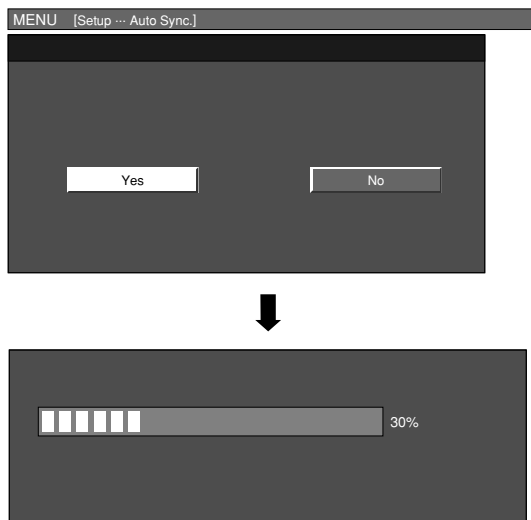 MENU [Setup ··· Auto Sync.]
Yes No
30%